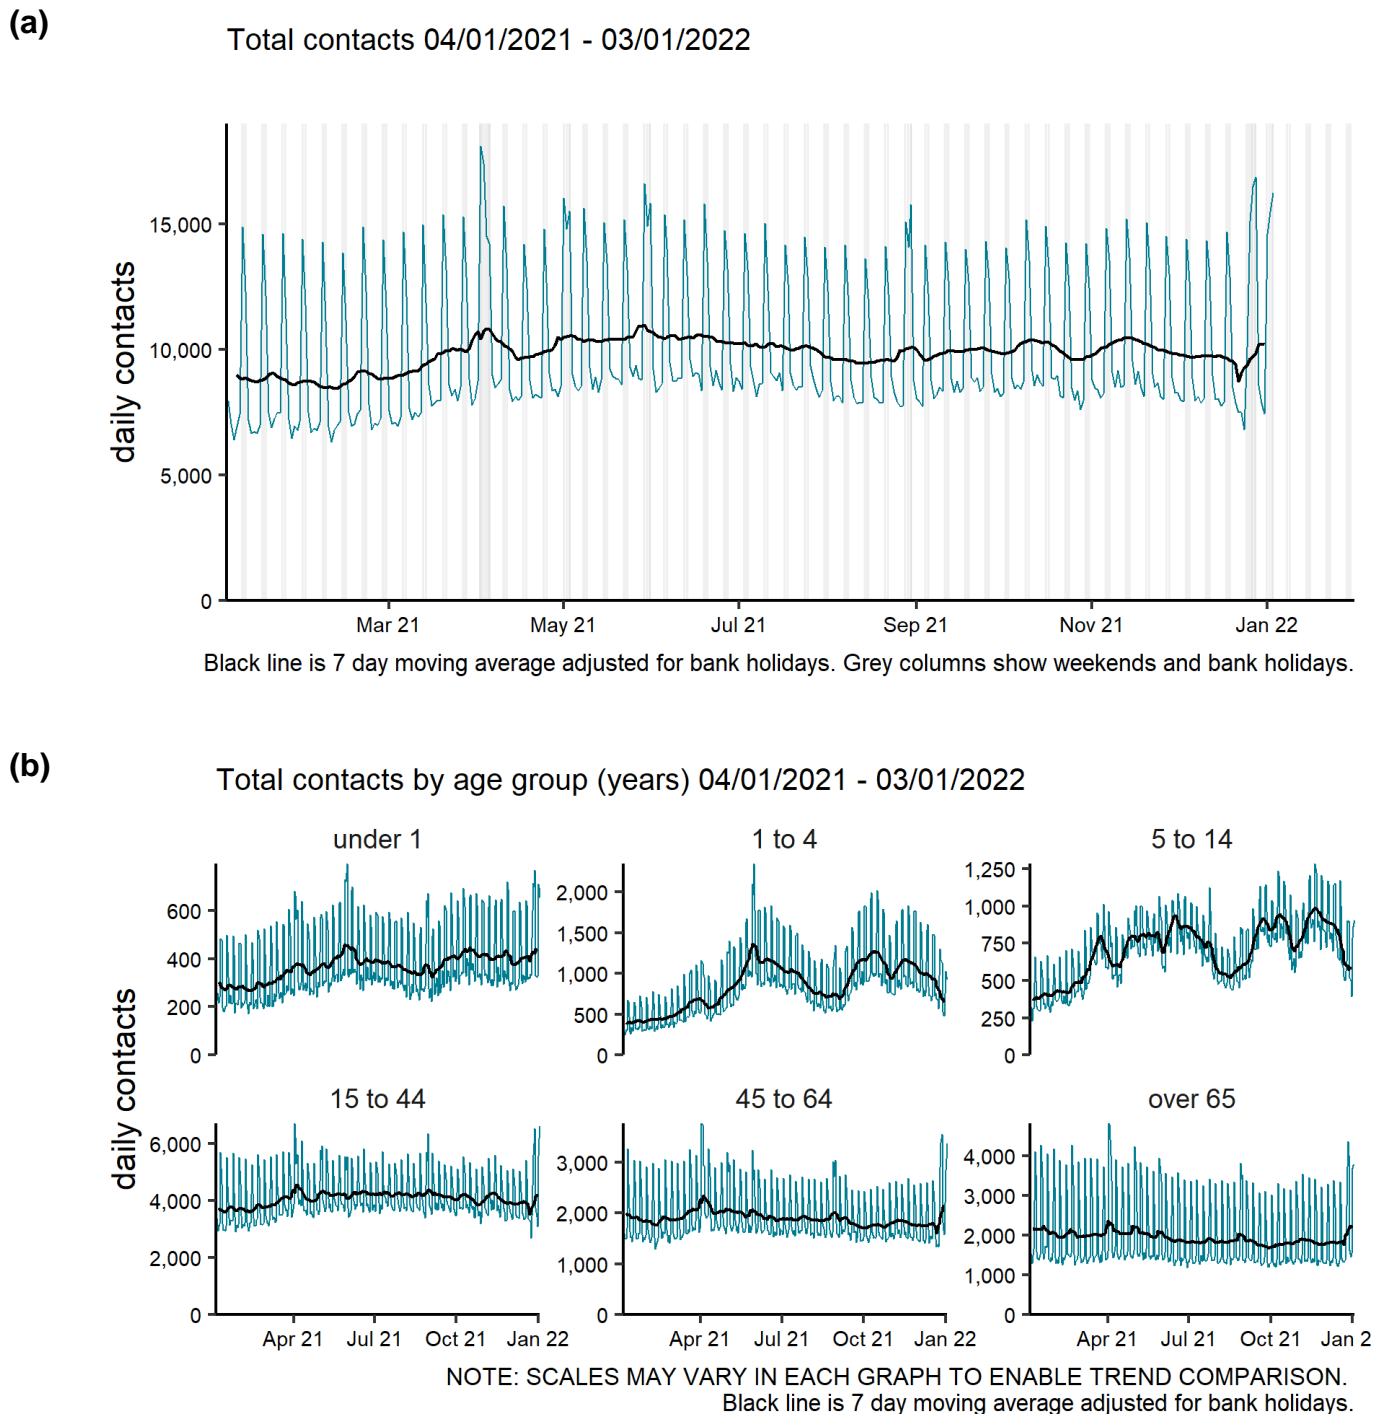 (a)
Total contacts 04/01/2021 - 03/01/2022
daily contacts
15,000
10,000
5,000
0
Mar 21 May 21 Jul 21 Sep 21 Nov 21 Jan 22
Black line is 7 day moving average adjusted for bank holidays. Grey columns show weekends and bank holidays.
(b)
Total contacts by age group (years) 04/01/2021 - 03/01/2022
daily contacts
under 1
600
400
200
0
1 to 4
2,000
1,500
1,000
500
0
5 to 14
1,250
1,000
750
500
250
0
15 to 44
6,000
4,000
2,000
0
Apr 21 Jul 21 Oct 21 Jan 22
45 to 64
3,000
2,000
1,000
0
Apr 21 Jul 21 Oct 21 Jan 22
over 65
4,000
3,000
2,000
1,000
0
Apr 21 Jul 21 Oct 21 Jan 2
NOTE: SCALES MAY VARY IN EACH GRAPH TO ENABLE TREND COMPARISON.
Black line is 7 day moving average adjusted for bank holidays.